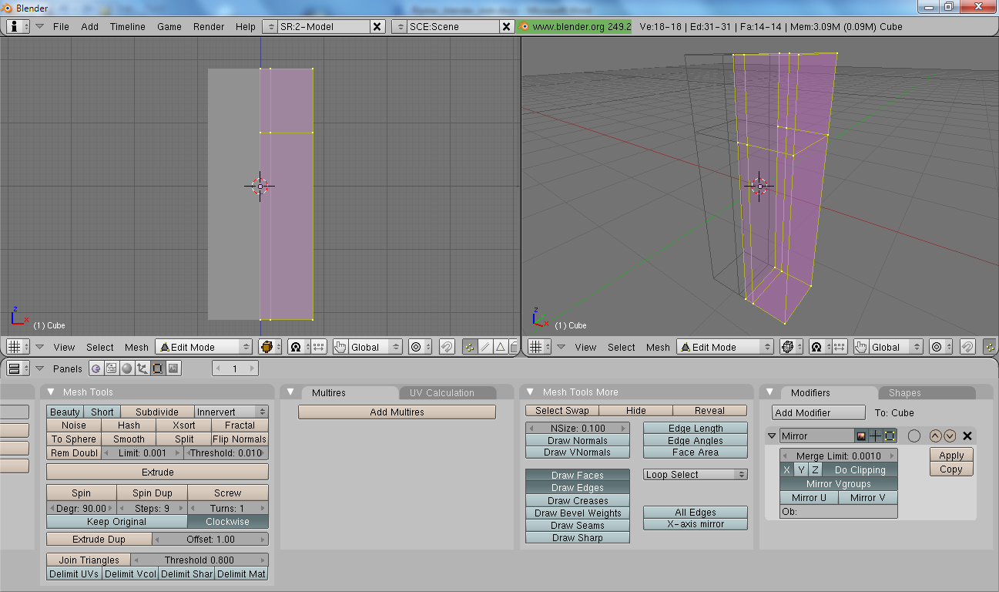 Blender
File Add Timeline Game Render Help SR:2-Model SCE:Scene www.blender.org 249.2 Ve:18-18 | Ed:31-31 | Fa:14-14 | Mem:3.09M (0.09M) Cube
z x (1) Cube
z x (1) Cube
View Select Mesh Edit Mode Global
View Select Mesh Edit Mode Global
Panels 1
Mesh Tools
Beauty Short Subdivide Innervert
Noise Hash Xsort Fractal
To Sphere Smooth Split Flip Normals
Rem Doubl Limit: 0.001 Threshold: 0.010
Extrude
Spin Spin Dup Screw
Degr: 90.00 Steps: 9 Turns: 1
Keep Original Clockwise
Extrude Dup Offset: 1.00
Join Triangles Threshold 0.800
Delimit UVs Delimit Vcol Delimit Shar Delimit Mat
Multires UV Calculation
Add Multires
Mesh Tools More
Select Swap Hide Reveal
NSize: 0.100 Edge Length
Draw Normals Edge Angles
Draw VNormals Face Area
Draw Faces Loop Select
Draw Edges
Draw Creases
Draw Bevel Weights All Edges
Draw Seams X-axis mirror
Draw Sharp
Modifiers Shapes
Add Modifier To: Cube
Mirror
Merge Limit: 0.0010 Apply
X Y Z Do Clipping Copy
Mirror Vgroups
Mirror U Mirror V
Ob: